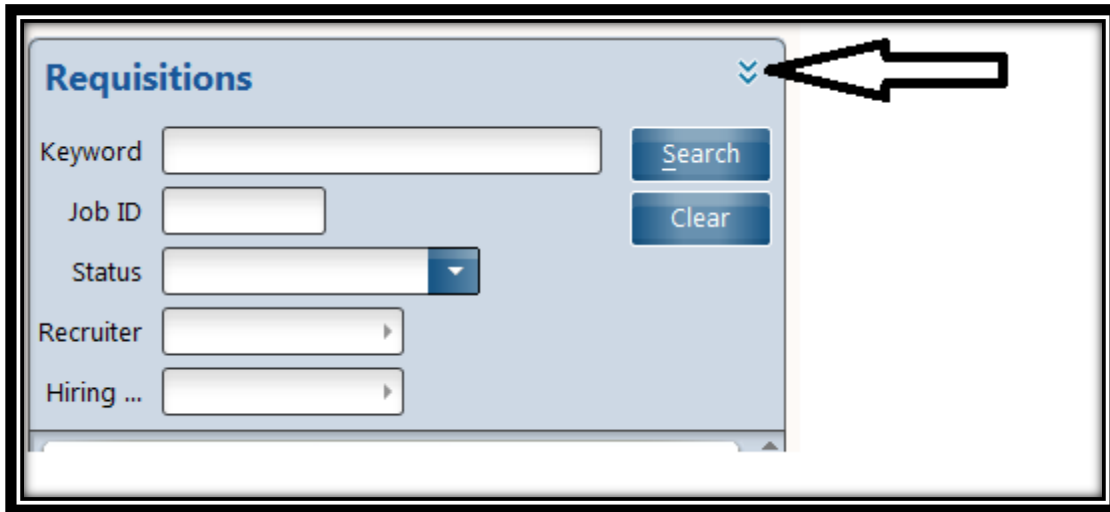 Requisitions
Keyword
Search
Job ID
Clear
Status
Recruiter
Hiring ...